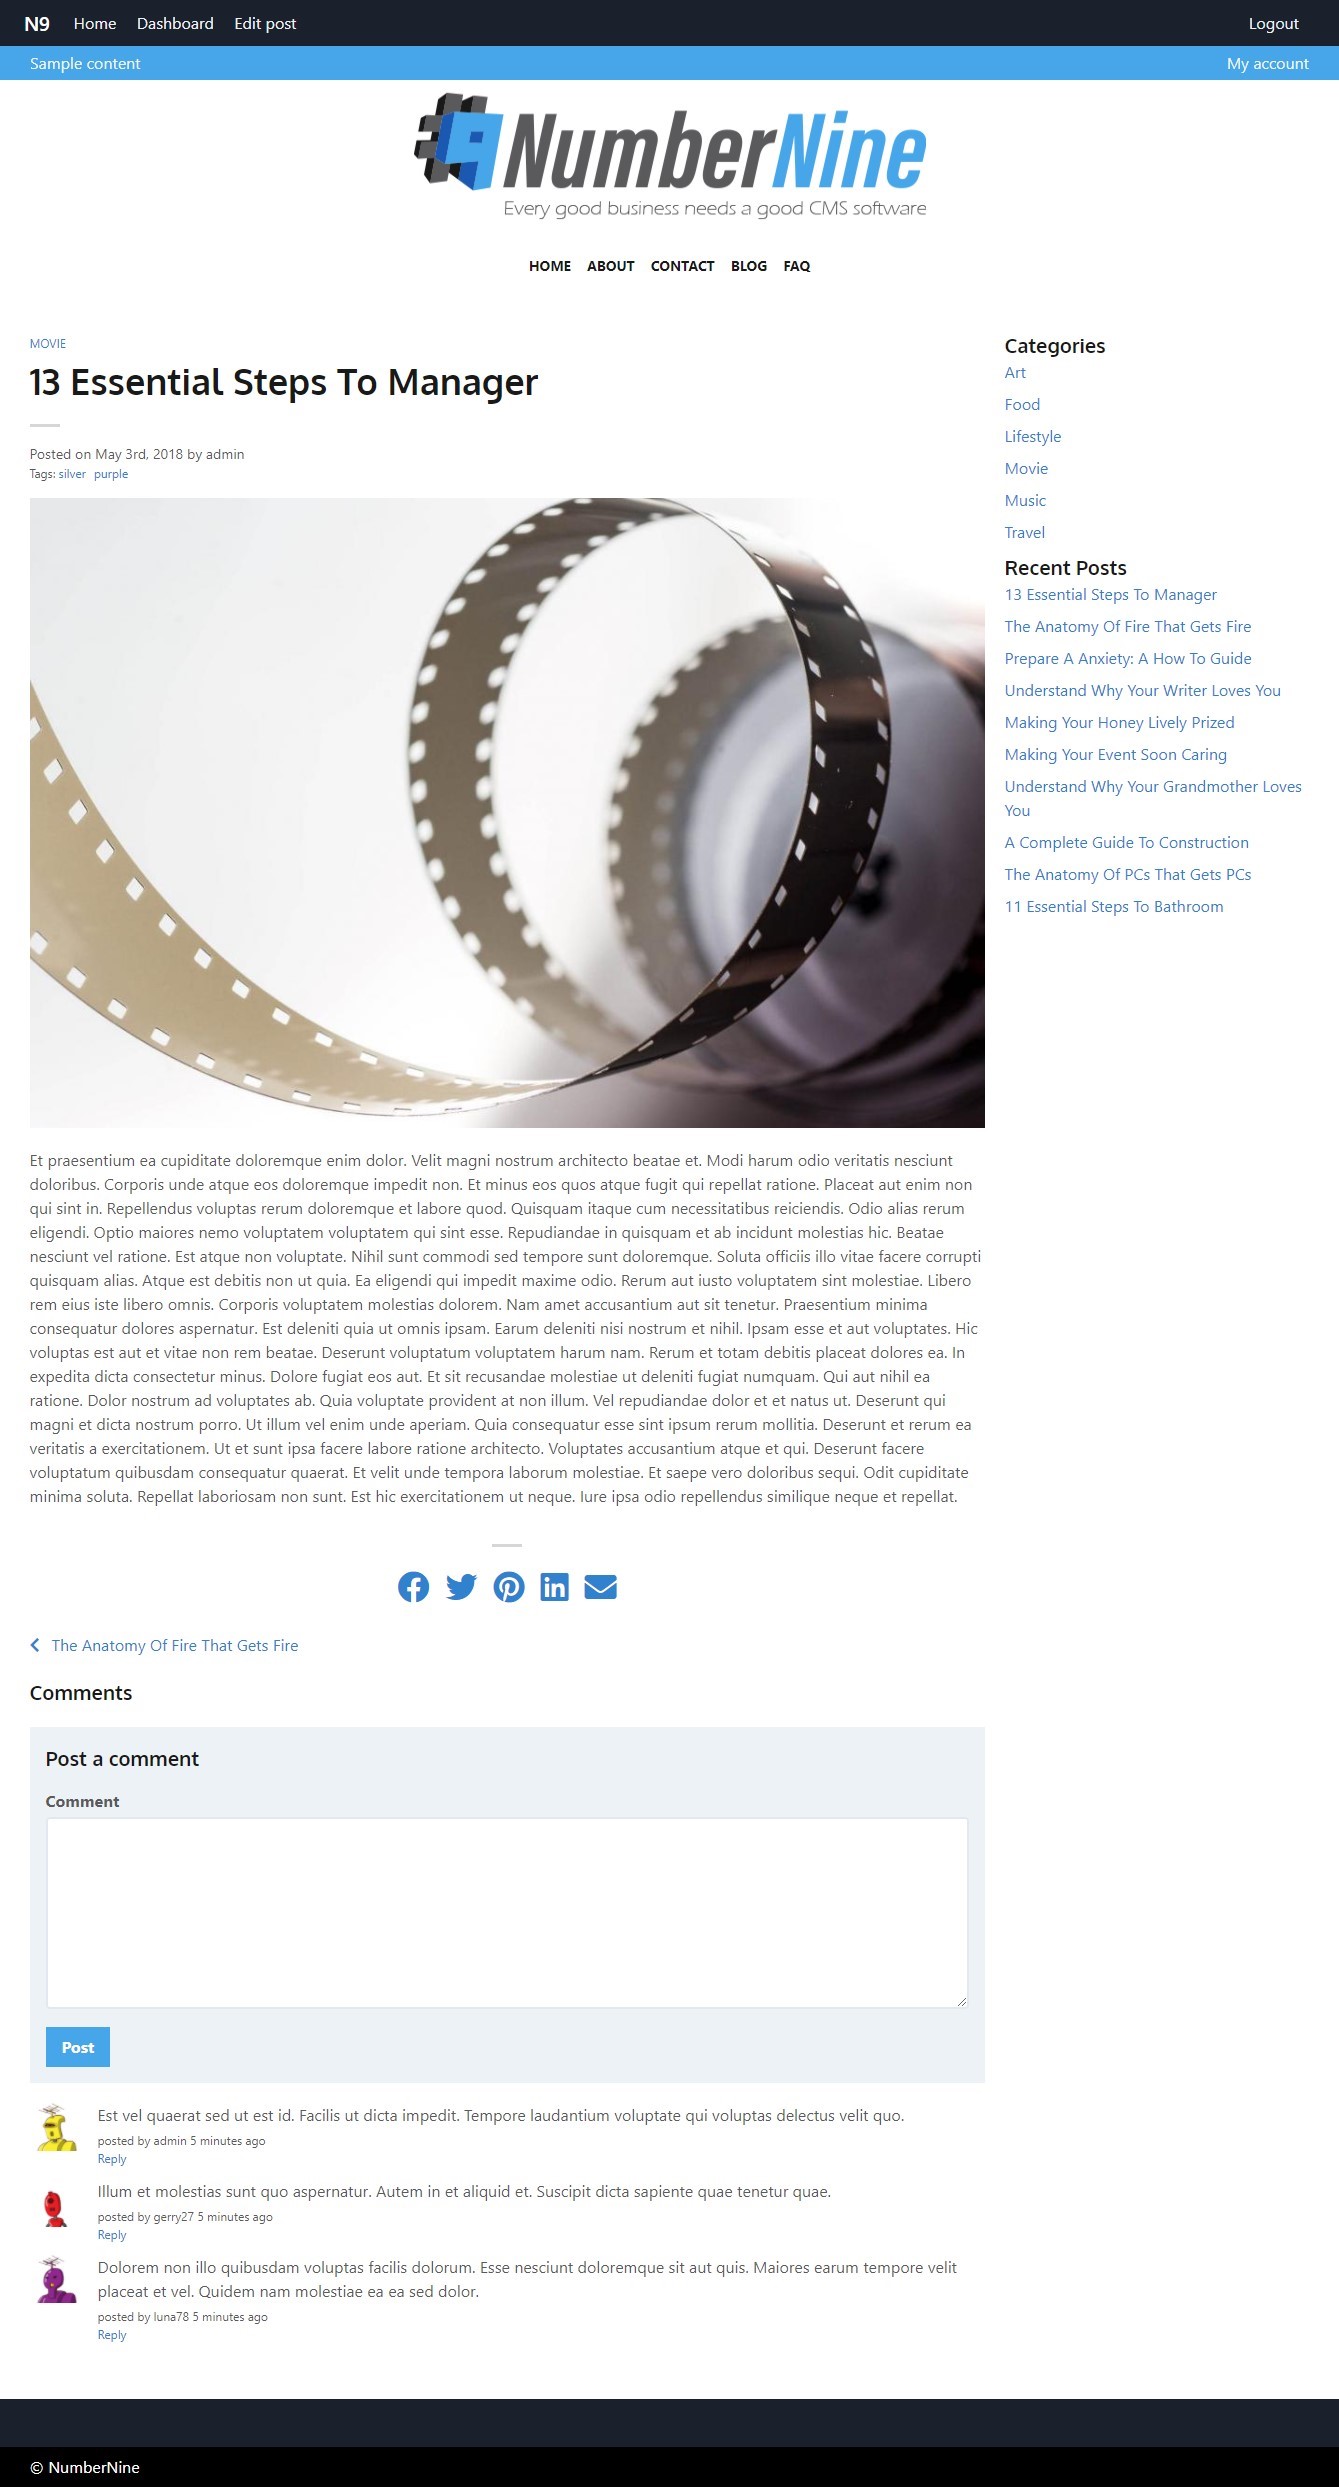 N9 Home Dashboard Edit post Logout
Sample content My account
NumberNine
Every good business needs a good CMS software
HOME ABOUT CONTACT BLOG FAQ
MOVIE
13 Essential Steps To Manager
Posted on May 3rd, 2018 by admin
Tags: silver purple
Et praesentium ea cupiditate doloremque enim dolor. Velit magni nostrum architecto beatae et. Modi harum odio veritatis nesciunt
doloribus. Corporis unde atque eos doloremque impedit non. Et minus eos quos atque fugit qui repellat ratione. Placeat aut enim non
qui sint in. Repellendus voluptas rerum doloremque et labore quod. Quisquam itaque cum necessitatibus reiciendis. Odio alias rerum
eligendi. Optio maiores nemo voluptatem voluptatem qui sint esse. Repudiandae in quisquam et ab incidunt molestias hic. Beatae
nesciunt vel ratione. Est atque non voluptate. Nihil sunt commodi sed tempore sunt doloremque. Soluta officiis illo vitae facere corrupti
quisquam alias. Atque est debitis non ut quia. Ea eligendi qui impedit maxime odio. Rerum aut iusto voluptatem sint molestiae. Libero
rem eius iste libero omnis. Corporis voluptatem molestias dolorem. Nam amet accusantium aut sit tenetur. Praesentium minima
consequatur dolores aspernatur. Est deleniti quia ut omnis ipsam. Earum deleniti nisi nostrum et nihil. Ipsam esse et aut voluptates. Hic
voluptas est aut et vitae non rem beatae. Deserunt voluptatum voluptatem harum nam. Rerum et totam debitis placeat dolores ea. In
expedita dicta consectetur minus. Dolore fugiat eos aut. Et sit recusandae molestiae ut deleniti fugiat numquam. Qui aut nihil ea
ratione. Dolor nostrum ad voluptates ab. Quia voluptate provident at non illum. Vel repudiandae dolor et et natus ut. Deserunt qui
magni et dicta nostrum porro. Ut illum vel enim unde aperiam. Quia consequatur esse sint ipsum rerum mollitia. Deserunt et rerum ea
veritatis a exercitationem. Ut et sunt ipsa facere labore ratione architecto. Voluptates accusantium atque et qui. Deserunt facere
voluptatum quibusdam consequatur quaerat. Et velit unde tempora laborum molestiae. Et saepe vero doloribus sequi. Odit cupiditate
minima soluta. Repellat laboriosam non sunt. Est hic exercitationem ut neque. Iure ipsa odio repellendus similique neque et repellat.
The Anatomy Of Fire That Gets Fire
Comments
Post a comment
Comment
Post
Est vel quaerat sed ut est id. Facilis ut dicta impedit. Tempore laudantium voluptate qui voluptas delectus velit quo.
posted by admin 5 minutes ago
Reply
Illum et molestias sunt quo aspernatur. Autem in et aliquid et. Suscipit dicta sapiente quae tenetur quae.
posted by gerry27 5 minutes ago
Reply
Dolorem non illo quibusdam voluptas facilis dolorum. Esse nesciunt doloremque sit aut quis. Maiores earum tempore velit
placeat et vel. Quidem nam molestiae ea ea sed dolor.
posted by luna78 5 minutes ago
Reply
Categories
Art
Food
Lifestyle
Movie
Music
Travel
Recent Posts
13 Essential Steps To Manager
The Anatomy Of Fire That Gets Fire
Prepare A Anxiety: A How To Guide
Understand Why Your Writer Loves You
Making Your Honey Lively Prized
Making Your Event Soon Caring
Understand Why Your Grandmother Loves
You
A Complete Guide To Construction
The Anatomy Of PCs That Gets PCs
11 Essential Steps To Bathroom
© NumberNine